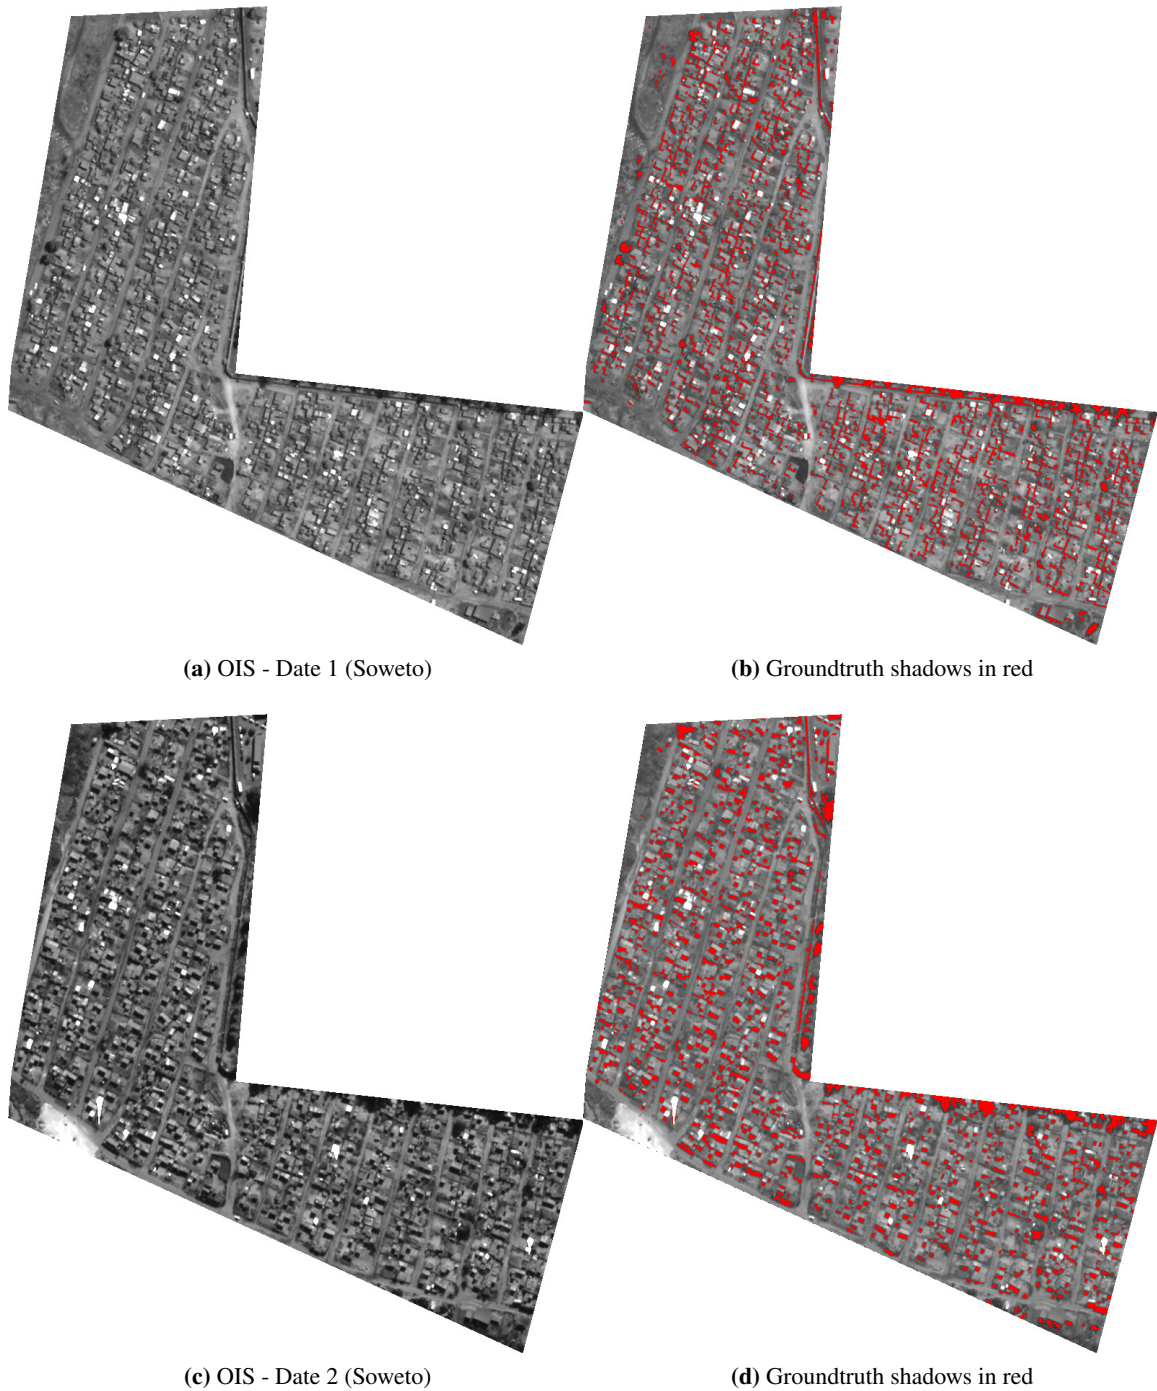 (a) OIS - Date 1 (Soweto)
(b) Groundtruth shadows in red
(c) OIS - Date 2 (Soweto)
(d) Groundtruth shadows in red